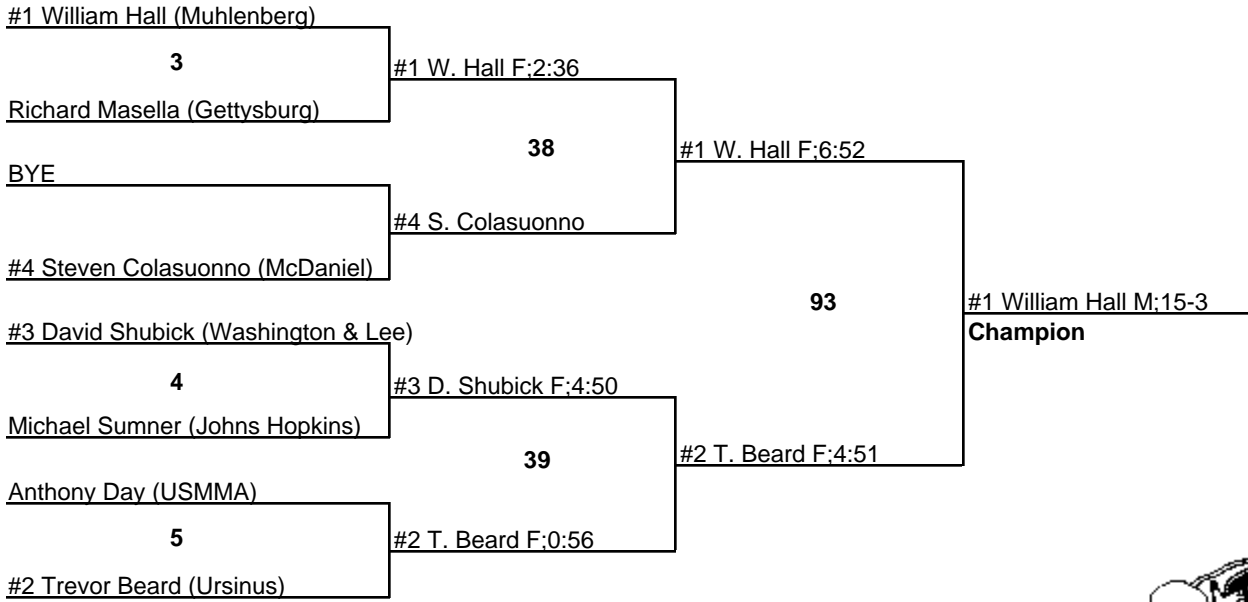 #1 William Hall (Muhlenberg)
3
#1 W. Hall F;2:36
Richard Masella (Gettysburg)
38
#1 W. Hall F;6:52
BYE
#4 S. Colasuonno
#4 Steven Colasuonno (McDaniel)
93
#1 William Hall M;15-3
Champion
#3 David Shubick (Washington & Lee)
4
#3 D. Shubick F;4:50
Michael Sumner (Johns Hopkins)
39
#2 T. Beard F;4:51
Anthony Day (USMMA)
5
#2 T. Beard F;0:56
#2 Trevor Beard (Ursinus)